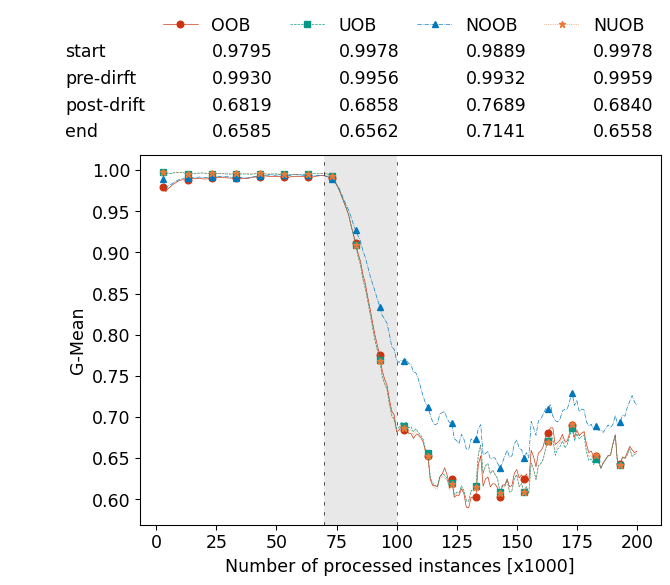 OOB UOB NOOB NUOB
start 0.9795 0.9978 0.9889 0.9978
pre-dirft 0.9930 0.9956 0.9932 0.9959
post-drift 0.6819 0.6858 0.7689 0.6840
end 0.6585 0.6562 0.7141 0.6558
1.00
0.95
0.90
0.85
0.80
0.75
0.70
0.65
0.60
G-Mean
0 25 50 75 100 125 150 175 200
Number of processed instances [x1000]